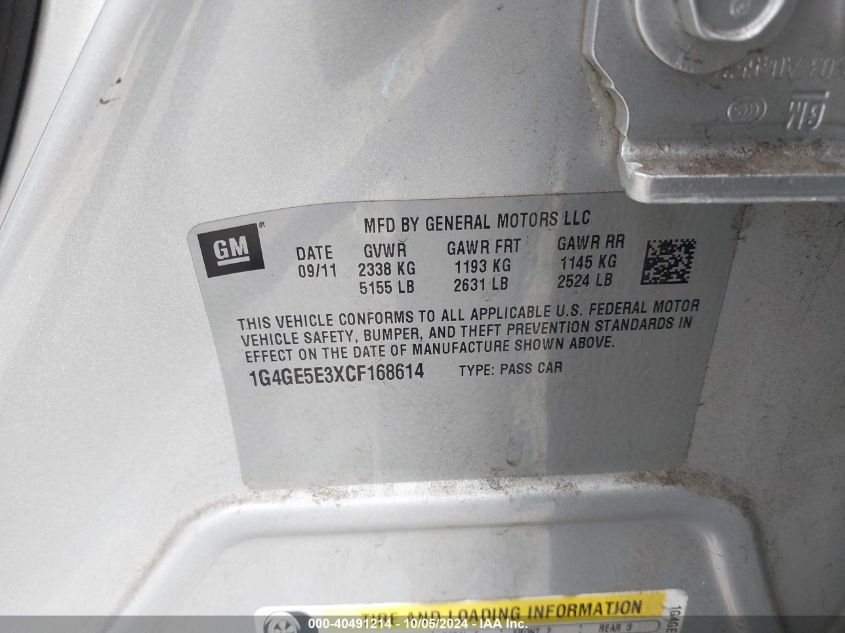 GM
MFD BY GENERAL MOTORS LLC
DATE GVWR GAWR FRT GAWR RR
09/11 2338 KG 1193 KG 1145 KG
5155 LB 2631 LB 2524 LB
THIS VEHICLE CONFORMS TO ALL APPLICABLE U.S. FEDERAL MOTOR
VEHICLE SAFETY, BUMPER, AND THEFT PREVENTION STANDARDS IN
EFFECT ON THE DATE OF MANUFACTURE SHOWN ABOVE.
1G4GE5E3XCF168614 TYPE: PASS CAR
TIRE AND LOADING INFORMATION
REAR 3
1G4GE
000-40491214 - 10/05/2024 -